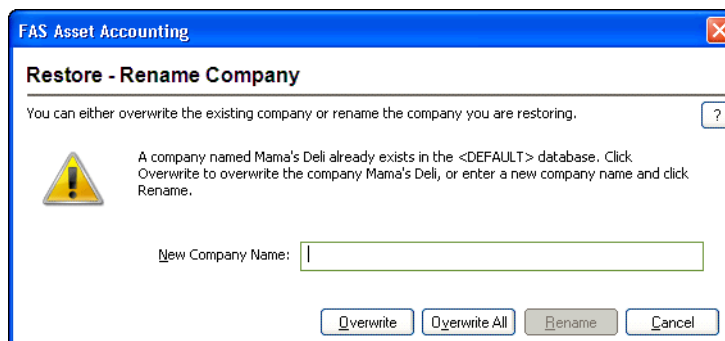 FAS Asset Accounting
Restore - Rename Company
You can either overwrite the existing company or rename the company you are restoring.
?
A company named Mama's Deli already exists in the <DEFAULT> database. Click
Overwrite to overwrite the company Mama's Deli, or enter a new company name and click
Rename.
New Company Name:
Overwrite Overwrite All Rename Cancel